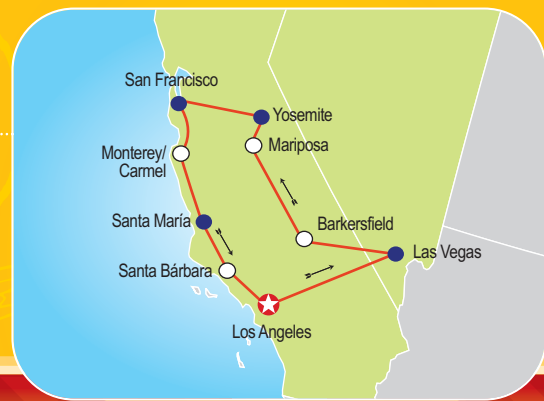 San Francisco
Yosemite
Mariposa
Monterey/
Carmel
Santa María
Barkersfield
Las Vegas
Santa Bárbara
Los Angeles